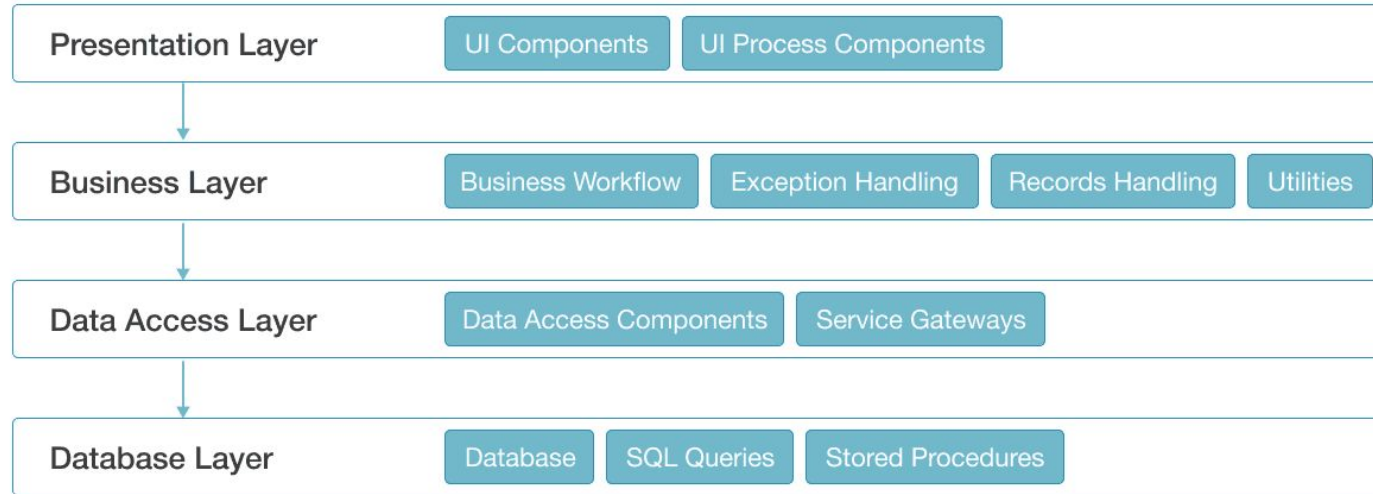 Presentation Layer
UI Components
UI Process Components
Business Layer
Business Workflow
Exception Handling
Records Handling
Utilities
Data Access Layer
Data Access Components
Service Gateways
Database Layer
Database
SQL Queries
Stored Procedures